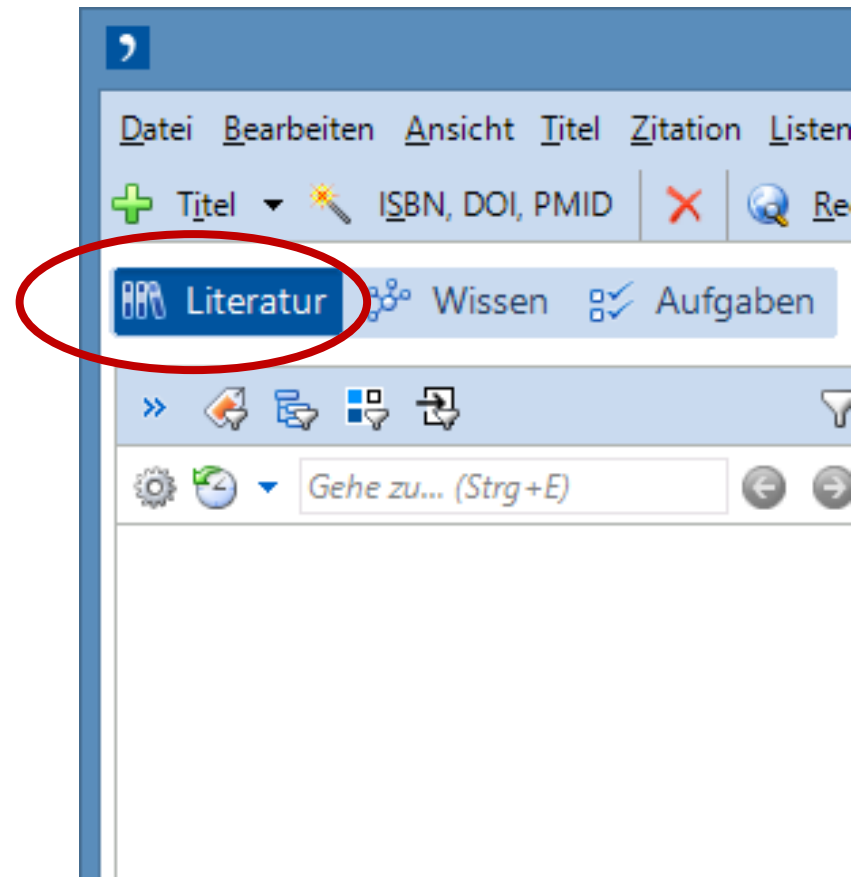 Datei Bearbeiten Ansicht Titel Zitation Listen
Titel ISBN, DOI, PMID
Literatur Wissen Aufgaben
Gehe zu... (Strg+E)